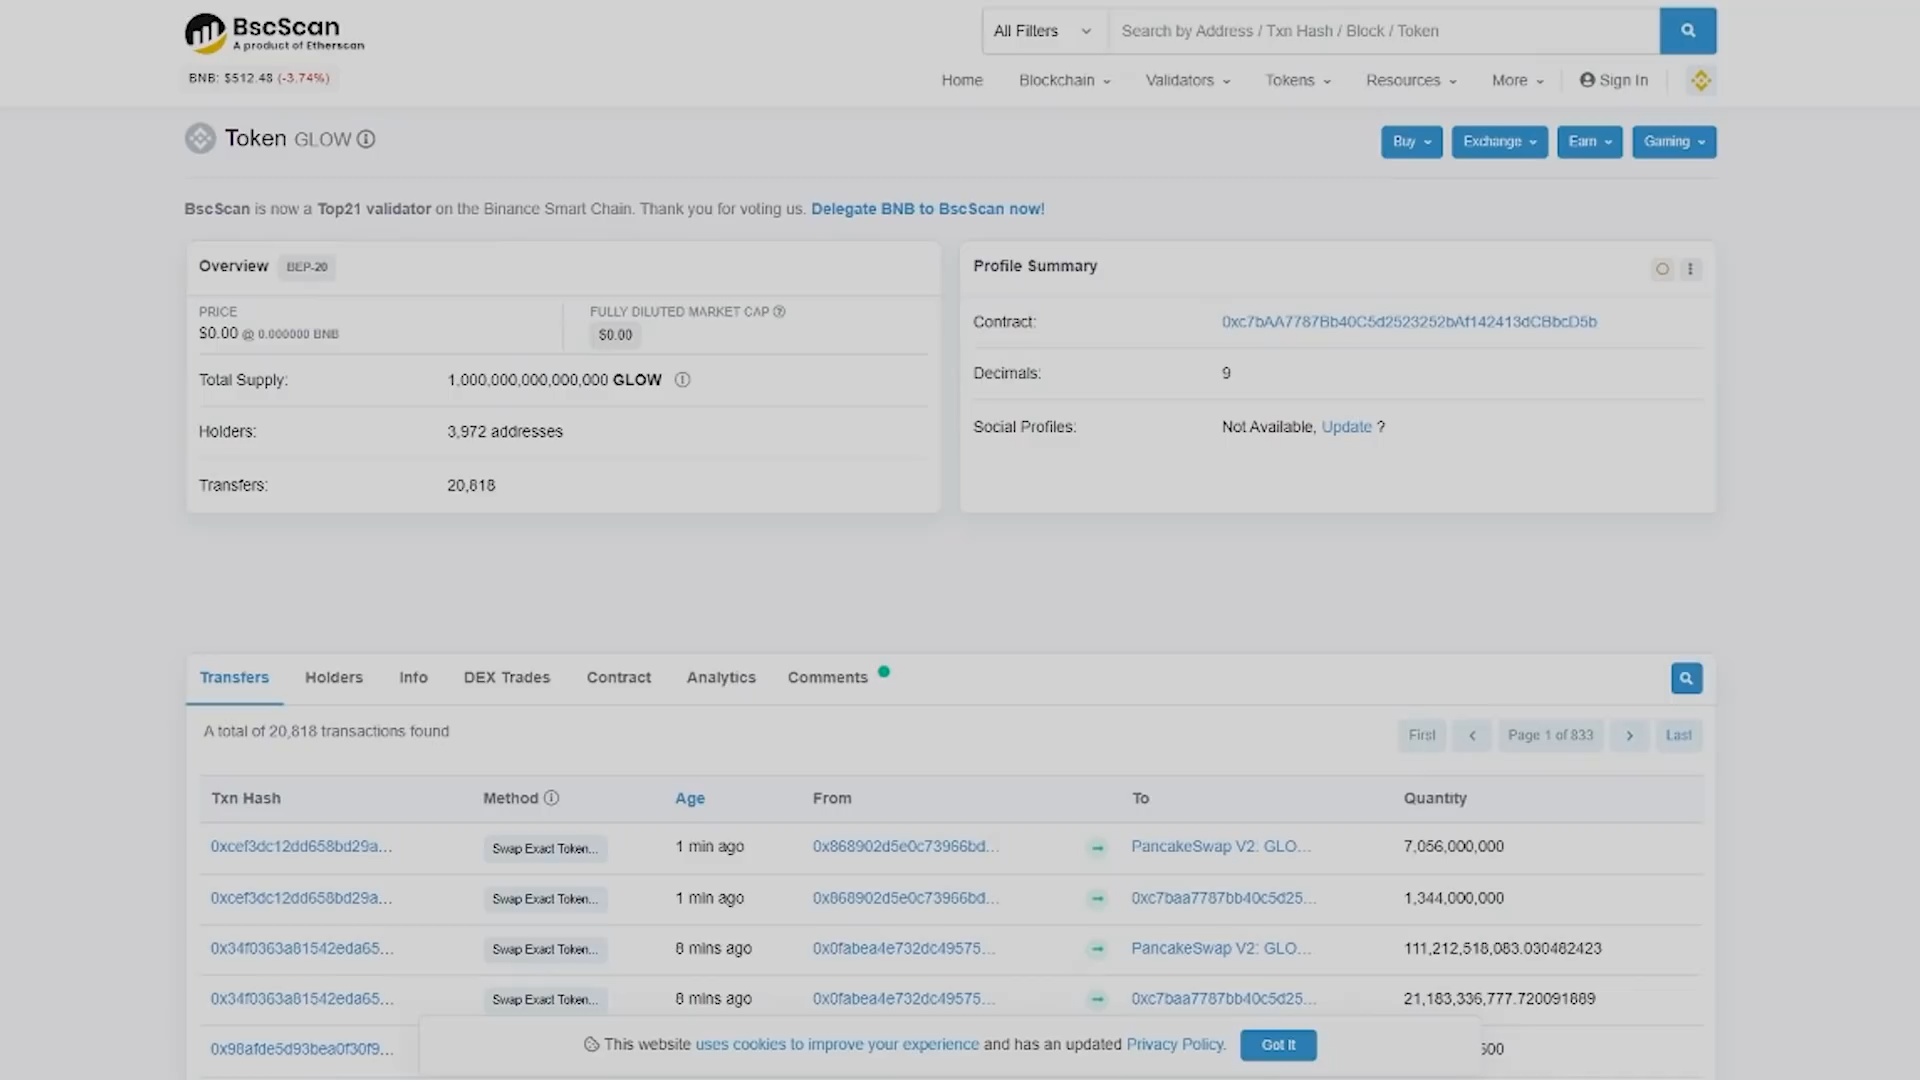 BscScan
A product of Etherscan
All Filters
Search by Address / Txn Hash / Block / Token
BNB: $512.48 (-3.74%)
Home Blockchain Validators Tokens Resources More Sign In
Token GLOW
Buy Exchange Earn Gaming
BscScan is now a Top21 validator on the Binance Smart Chain. Thank you for voting us. Delegate BNB to BscScan now!
Overview BEP-20
PRICE
$0.00 @ 0.000000 BNB
FULLY DILUTED MARKET CAP
$0.00
Total Supply: 1,000,000,000,000,000 GLOW
Holders: 3,972 addresses
Transfers: 20,818
Profile Summary
Contract: 0xc7bAA7787Bb40C5d2523252bAf142413dCBbcD5b
Decimals: 9
Social Profiles: Not Available, Update ?
Transfers Holders Info DEX Trades Contract Analytics Comments
A total of 20,818 transactions found
First Page 1 of 833 Last
Txn Hash Method Age From To Quantity
0xcef3dc12dd658bd29a... Swap Exact Token... 1 min ago 0x868902d5e0c73966bd... PancakeSwap V2: GLO... 7,056,000,000
0xcef3dc12dd658bd29a... Swap Exact Token... 1 min ago 0x868902d5e0c73966bd... 0xc7baa7787bb40c5d25... 1,344,000,000
0x34f0363a81542eda65... Swap Exact Token... 8 mins ago 0x0fabea4e732dc49575... PancakeSwap V2: GLO... 111,212,518,083.030482423
0x34f0363a81542eda65... Swap Exact Token... 8 mins ago 0x0fabea4e732dc49575... 0xc7baa7787bb40c5d25... 21,183,336,777.720091889
0x98afde5d93bea0f30f9...
This website uses cookies to improve your experience and has an updated Privacy Policy. Got It